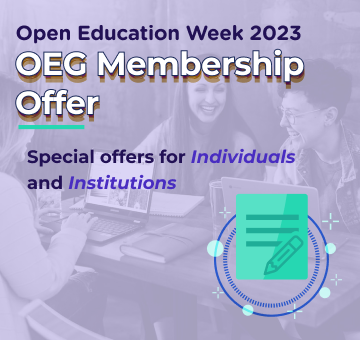 Open Education Week 2023
OEG Membership
Offer
Special offers for Individuals
and Institutions